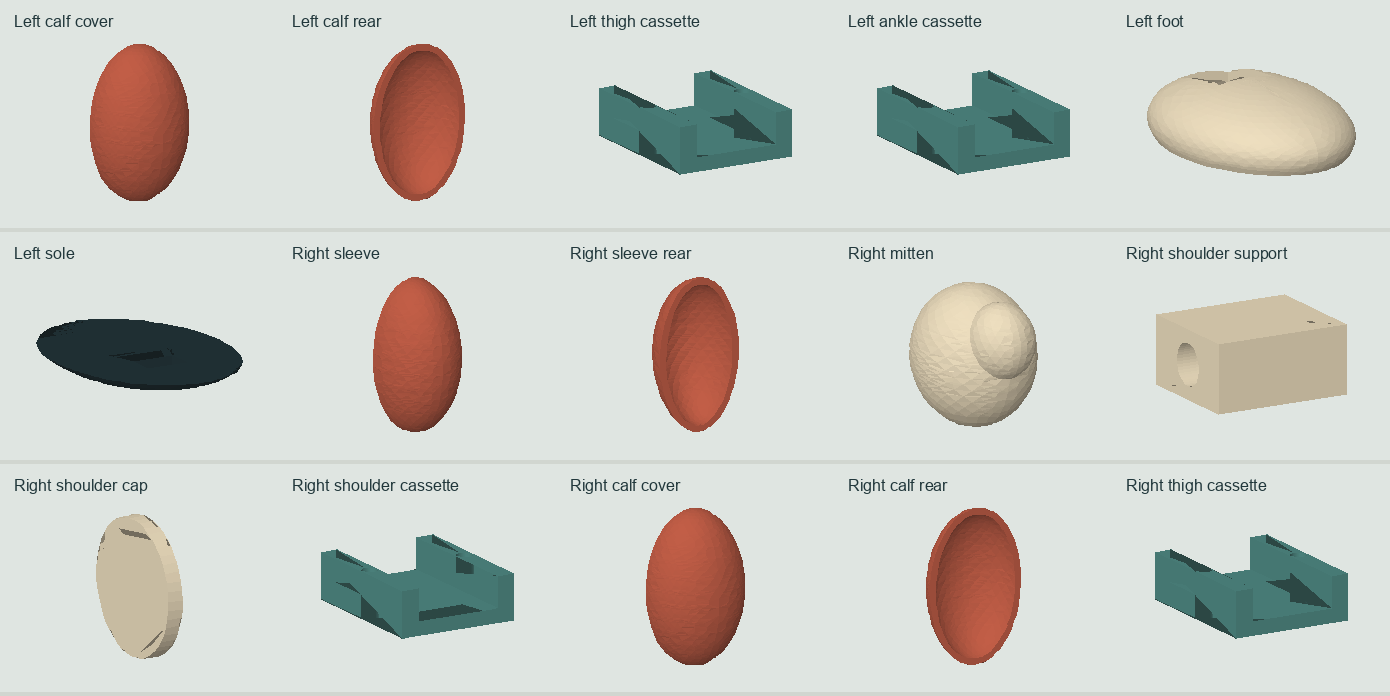 Left calf cover
Left calf rear
Left thigh cassette
Left ankle cassette
Left foot
Left sole
Right sleeve
Right sleeve rear
Right mitten
Right shoulder support
Right shoulder cap
Right shoulder cassette
Right calf cover
Right calf rear
Right thigh cassette